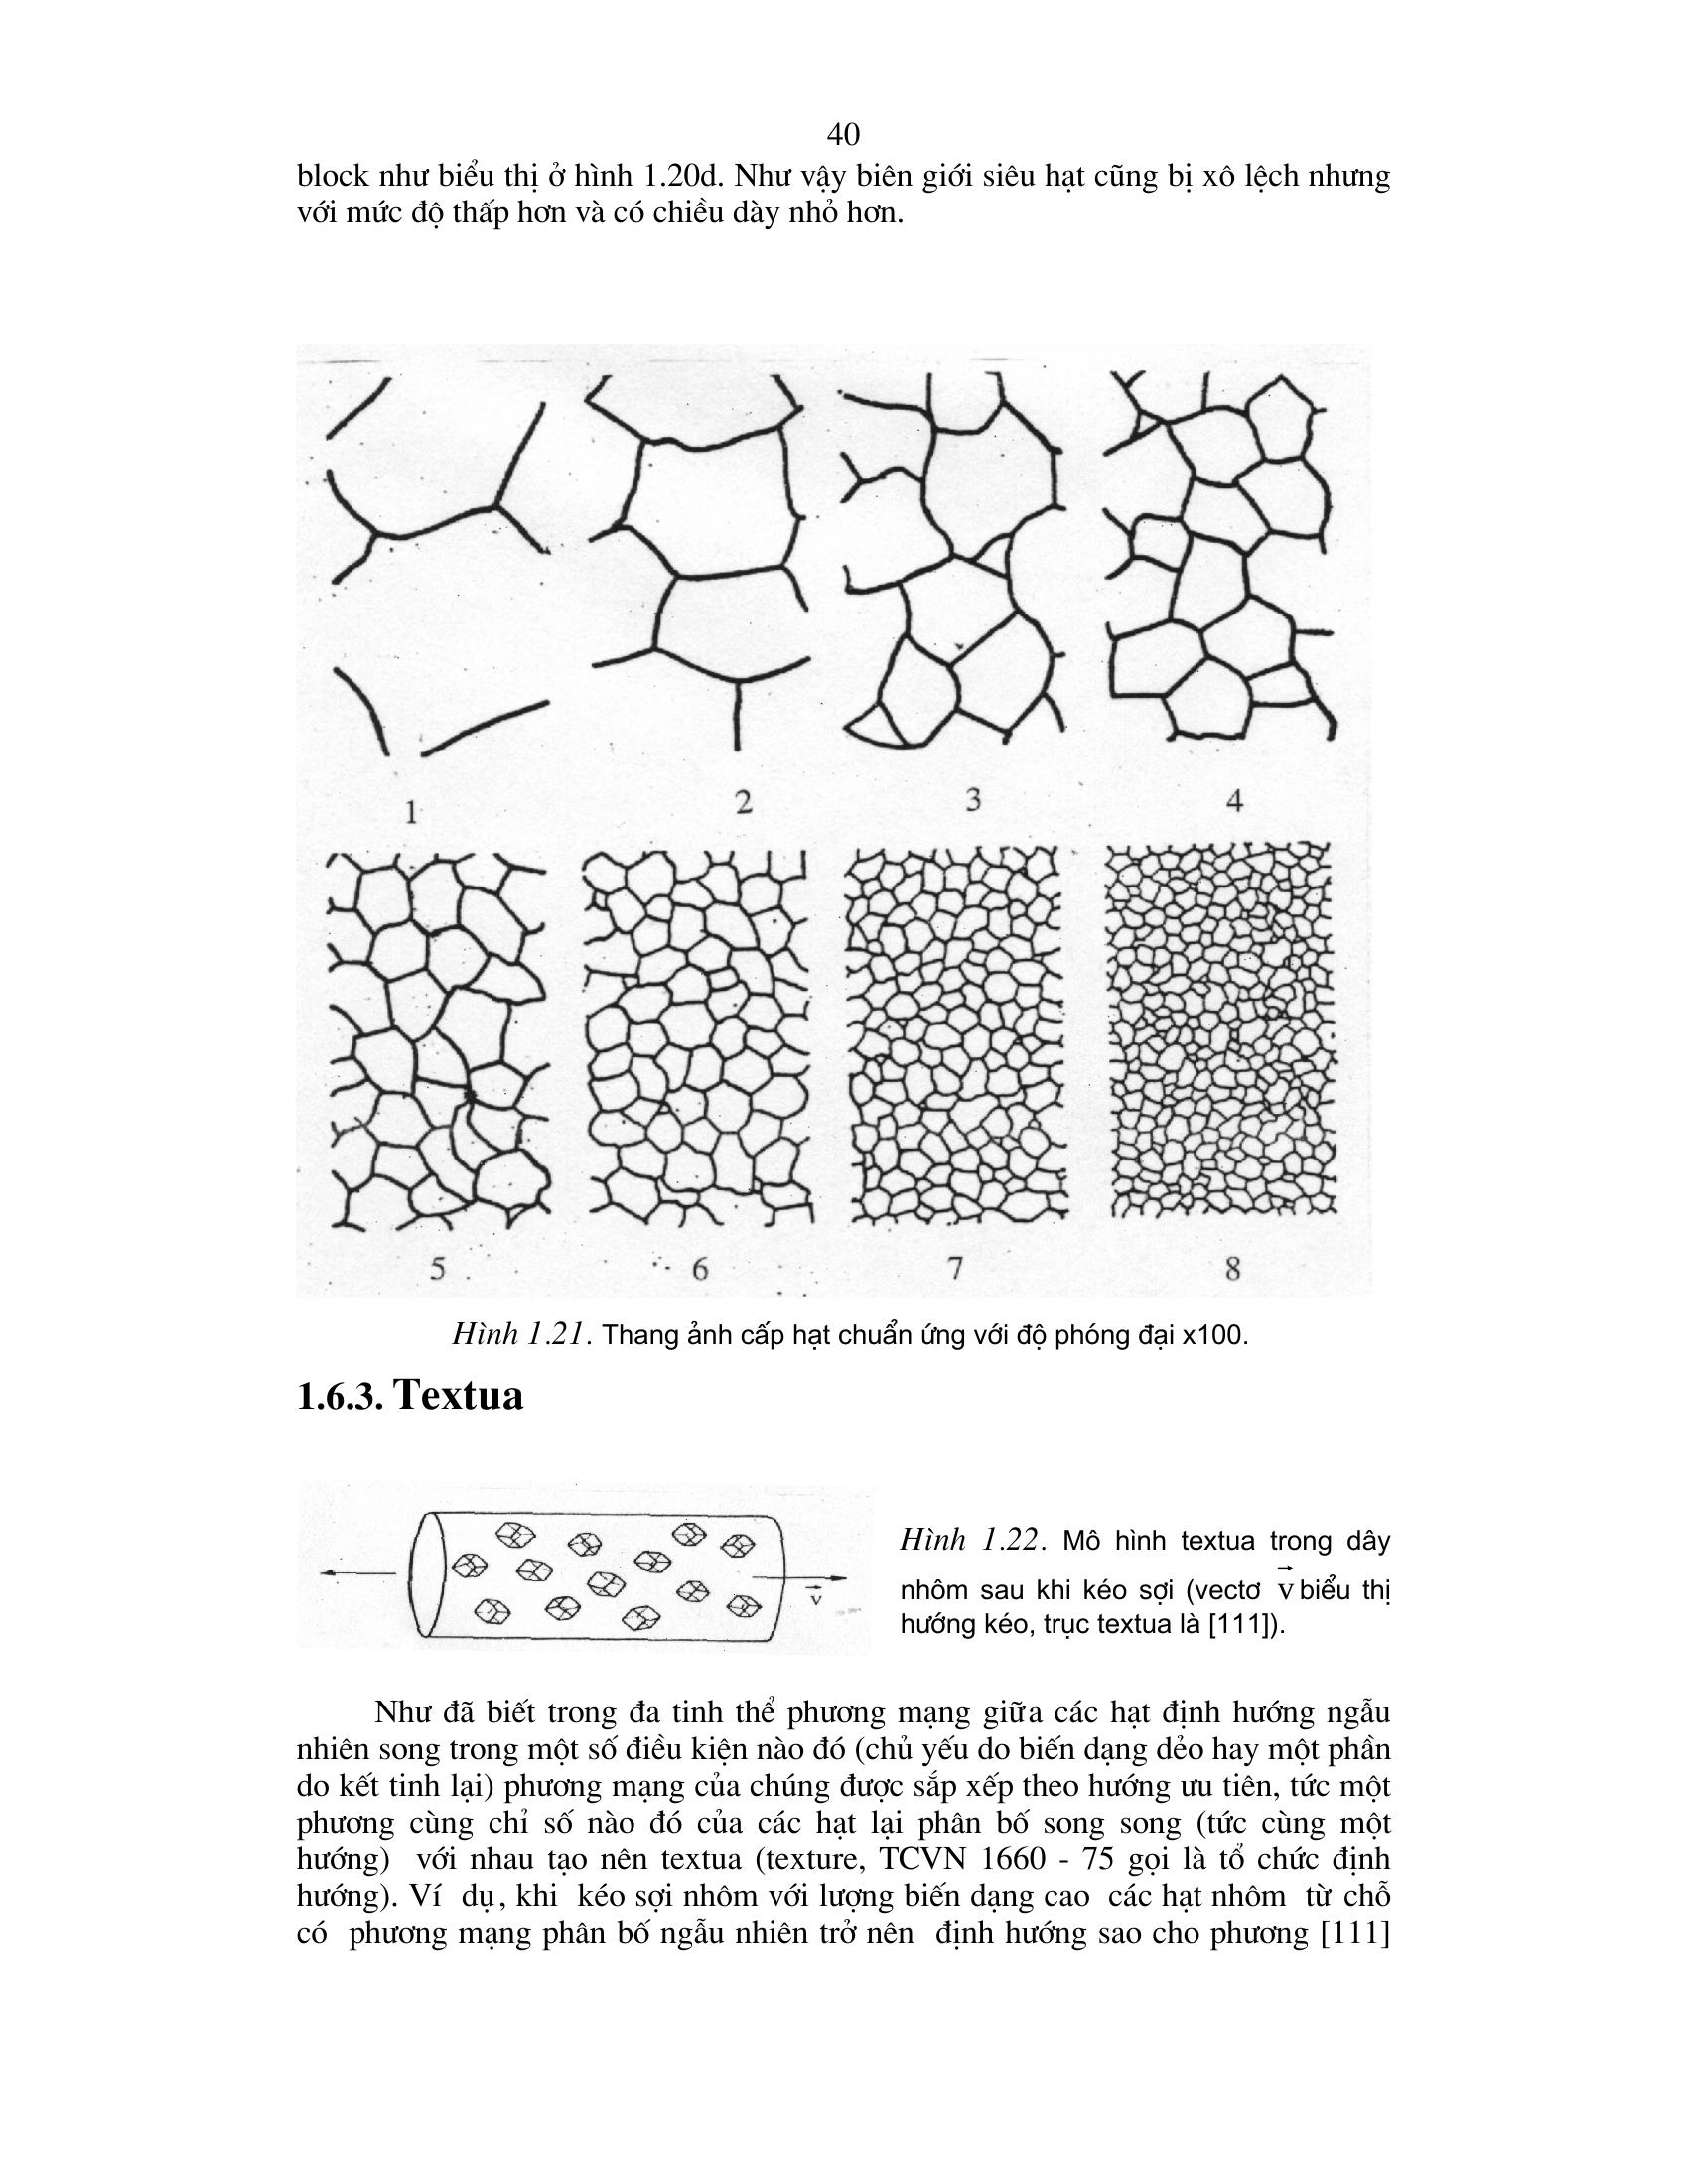 40
block như biểu thị ở hình 1.20d. Như vậy biên giới siêu hạt cũng bị xô lệch nhưng
với mức độ thấp hơn và có chiều dày nhỏ hơn.
1 2 3 4
5 6 7 8
Hình 1.21. Thang ảnh cấp hạt chuẩn ứng với độ phóng đại x100.
1.6.3. Textua
v
Hình 1.22. Mô hình textua trong dây
nhôm sau khi kéo sợi (vectơ v biểu thị
hướng kéo, trục textua là [111]).
Như đã biết trong đa tinh thể phương mạng giữa các hạt định hướng ngẫu
nhiên song trong một số điều kiện nào đó (chủ yếu do biến dạng dẻo hay một phần
do kết tinh lại) phương mạng của chúng được sắp xếp theo hướng ưu tiên, tức một
phương cùng chỉ số nào đó của các hạt lại phân bố song song (tức cùng một
hướng) với nhau tạo nên textua (texture, TCVN 1660 - 75 gọi là tổ chức định
hướng). Ví dụ, khi kéo sợi nhôm với lượng biến dạng cao các hạt nhôm từ chỗ
có phương mạng phân bố ngẫu nhiên trở nên định hướng sao cho phương [111]